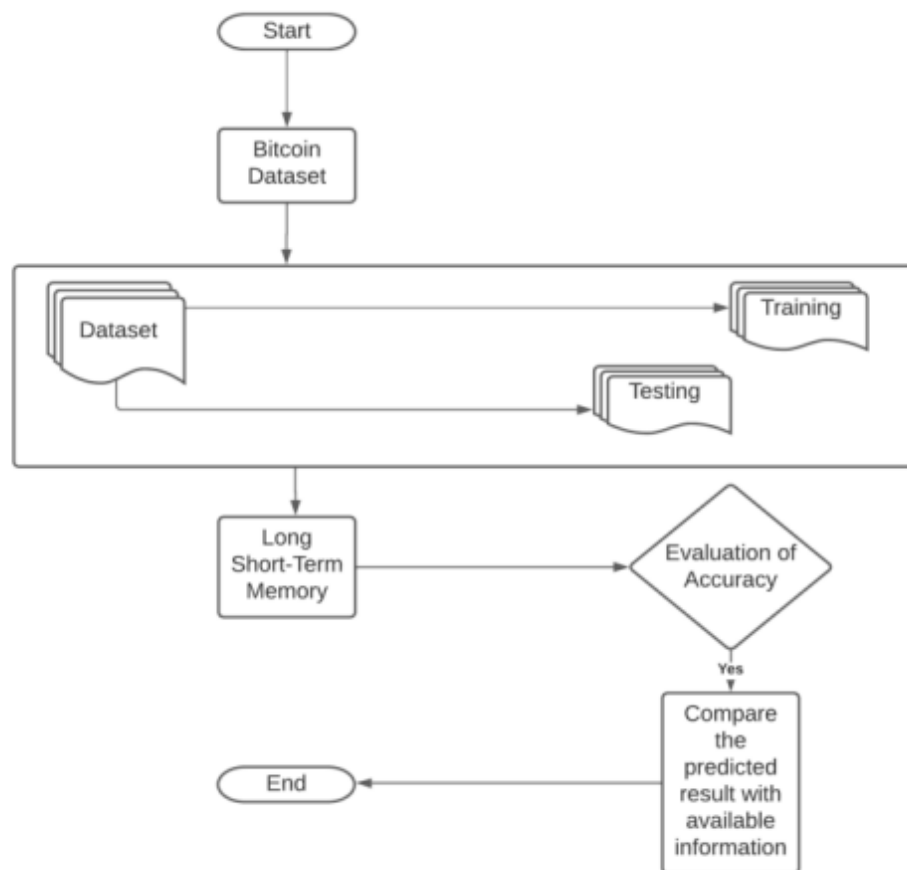 Start
Bitcoin
Dataset
Dataset
Training
Testing
Long
Short-Term
Memory
Evaluation of
Accuracy
Yes
Compare
the
predicted
result with
available
information
End